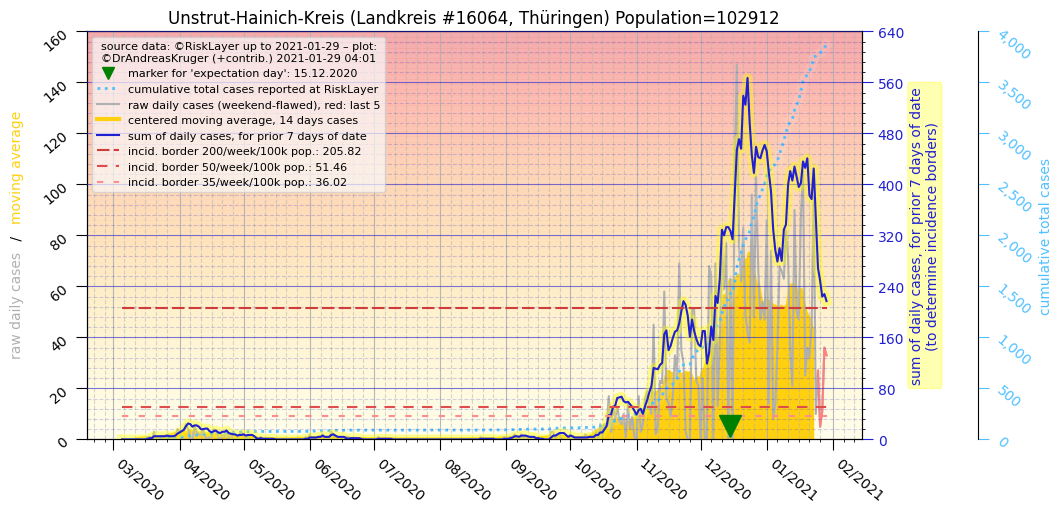 Unstrut-Hainich-Kreis (Landkreis #16064, Thüringen) Population=102912
source data: ©RiskLayer up to 2021-01-29 – plot:
©DrAndreasKruger (+contrib.) 2021-01-29 04:01
marker for 'expectation day': 15.12.2020
cumulative total cases reported at RiskLayer
raw daily cases (weekend-flawed), red: last 5
centered moving average, 14 days cases
sum of daily cases, for prior 7 days of date
incid. border 200/week/100k pop.: 205.82
incid. border 50/week/100k pop.: 51.46
incid. border 35/week/100k pop.: 36.02
raw daily cases / moving average
160
140
120
100
80
60
40
20
0
640
560
480
400
320
240
160
80
0
sum of daily cases, for prior 7 days of date
(to determine incidence borders)
4,000
3,500
3,000
2,500
2,000
1,500
1,000
500
0
cumulative total cases
03/2020
04/2020
05/2020
06/2020
07/2020
08/2020
09/2020
10/2020
11/2020
12/2020
01/2021
02/2021